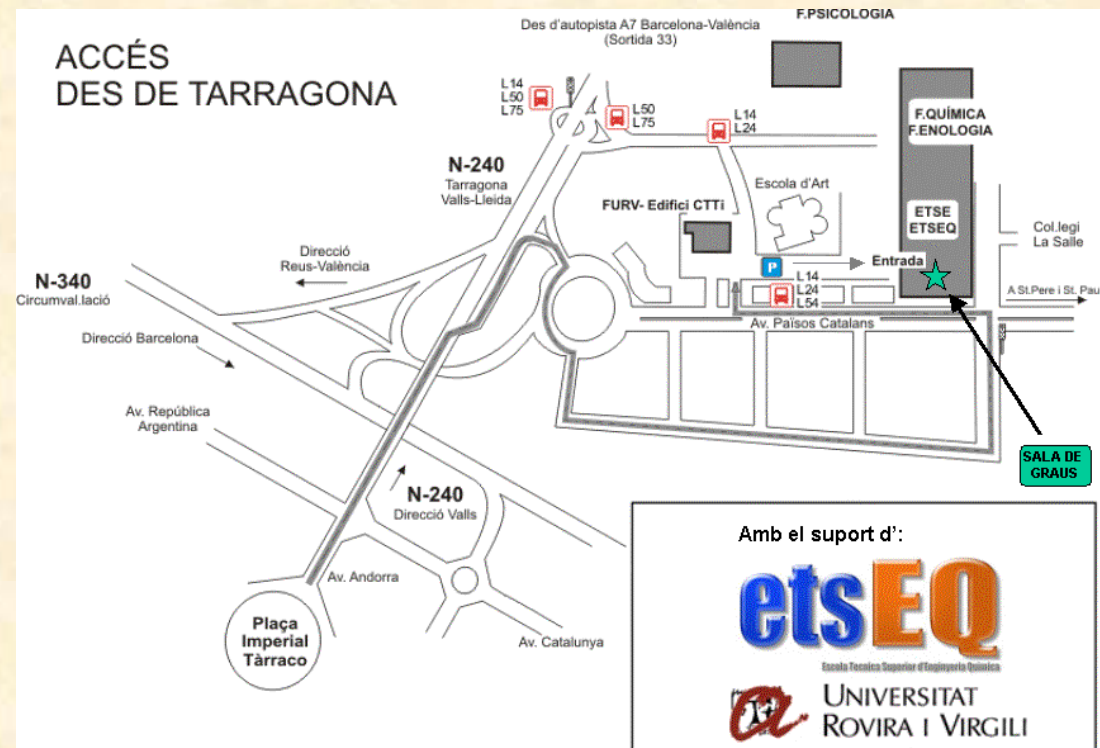 ACCÉS
DES DE TARRAGONA
Des d'autopista A7 Barcelona-València
(Sortida 33)
F.PSICOLOGIA
L14
L50
L75
L50
L75
L14
L24
F.QUÍMICA
F.ENOLOGIA
N-240
Tarragona
Valls-Lleida
Escola d'Art
FURV- Edifici CTTi
ETSE
ETSEQ
Col.legi
La Salle
Direcció
Reus-València
Entrada
P
N-340
Circumval.lació
L14
L24
L54
A St.Pere i St. Pau
Av. Països Catalans
Direcció Barcelona
Av. República
Argentina
SALA DE
GRAUS
N-240
Direcció Valls
Amb el suport d':
Av. Andorra
etsEQ
Plaça
Imperial
Tàrraco
Av. Catalunya
Escola Tecnica Superior d'Enginyeria Quimica
UNIVERSITAT
ROVIRA I VIRGILI